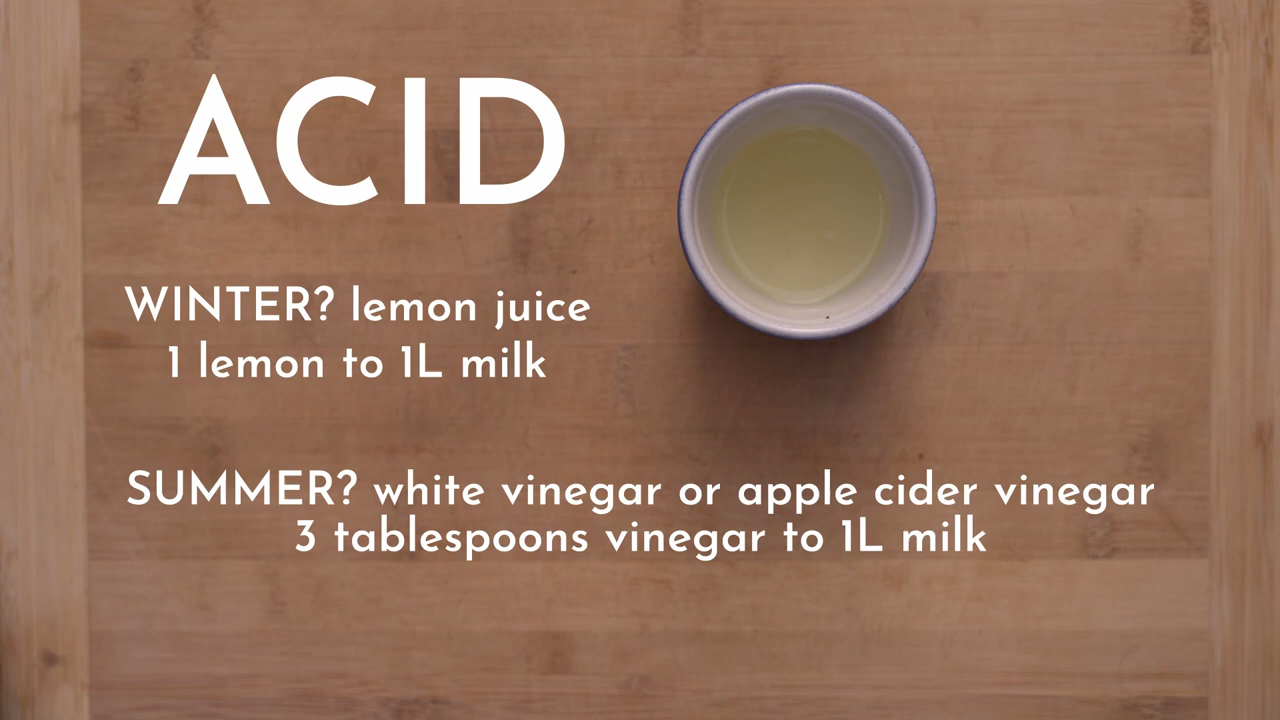 ACID
WINTER? lemon juice
1 lemon to 1L milk
SUMMER? white vinegar or apple cider vinegar
3 tablespoons vinegar to 1L milk